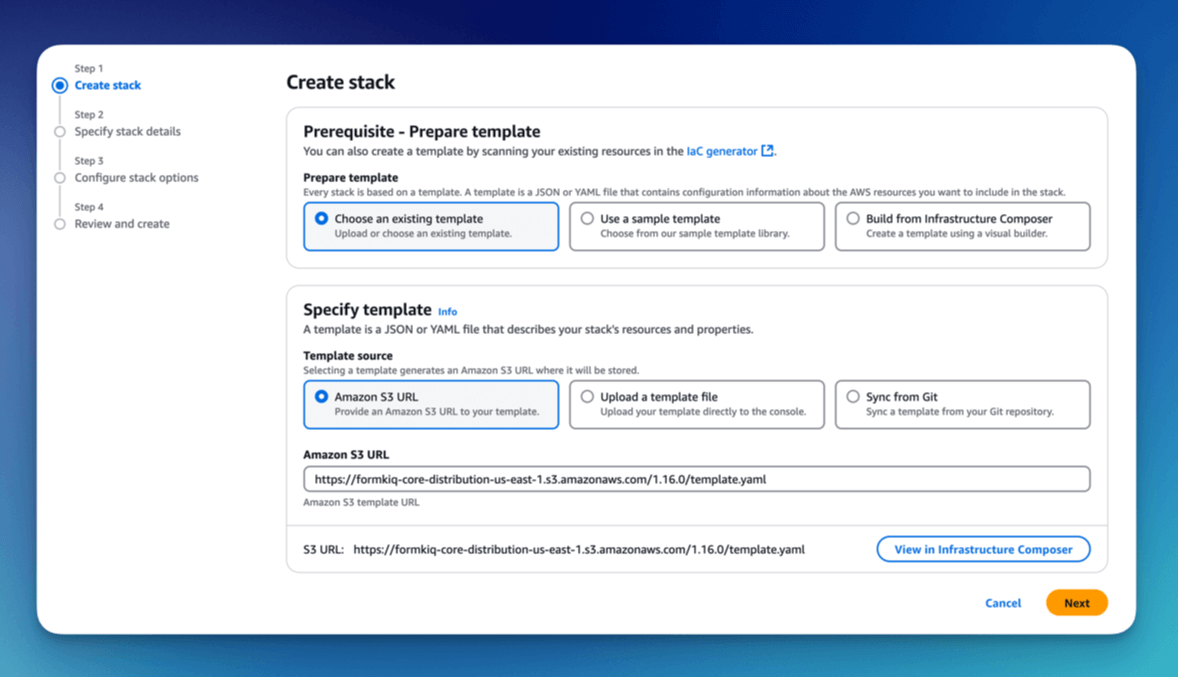 Step 1
Create stack
Step 2
Specify stack details
Step 3
Configure stack options
Step 4
Review and create
Create stack
Prerequisite - Prepare template
You can also create a template by scanning your existing resources in the IaC generator.
Prepare template
Every stack is based on a template. A template is a JSON or YAML file that contains configuration information about the AWS resources you want to include in the stack.
Choose an existing template
Upload or choose an existing template.
Use a sample template
Choose from our sample template library.
Build from Infrastructure Composer
Create a template using a visual builder.
Specify template Info
A template is a JSON or YAML file that describes your stack's resources and properties.
Template source
Selecting a template generates an Amazon S3 URL where it will be stored.
Amazon S3 URL
Provide an Amazon S3 URL to your template.
Upload a template file
Upload your template directly to the console.
Sync from Git
Sync a template from your Git repository.
Amazon S3 URL
https://formkiq-core-distribution-us-east-1.s3.amazonaws.com/1.16.0/template.yaml
Amazon S3 template URL
S3 URL: https://formkiq-core-distribution-us-east-1.s3.amazonaws.com/1.16.0/template.yaml
View in Infrastructure Composer
Cancel
Next